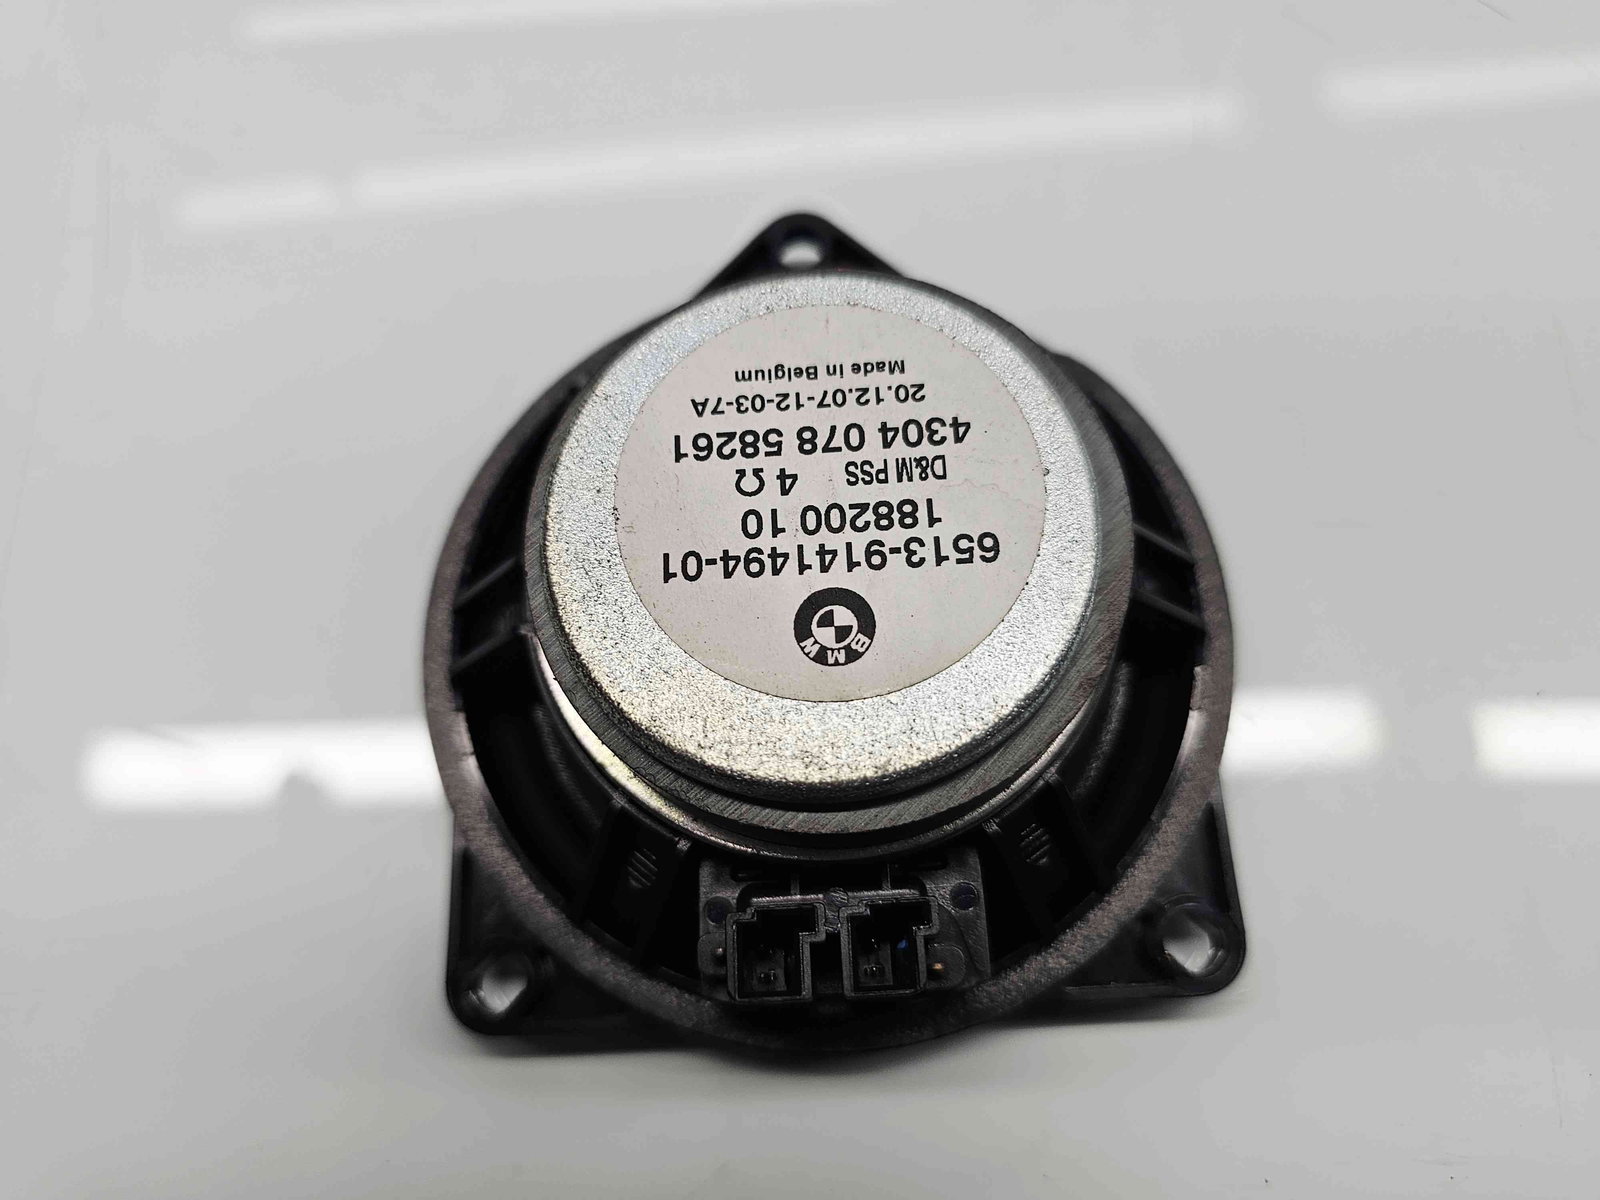 BMW
6513-9141494-01
188200 10
D&M PSS 4 Ω
4304 078 58261
20.12.07-12-03-7A
Made in Belgium